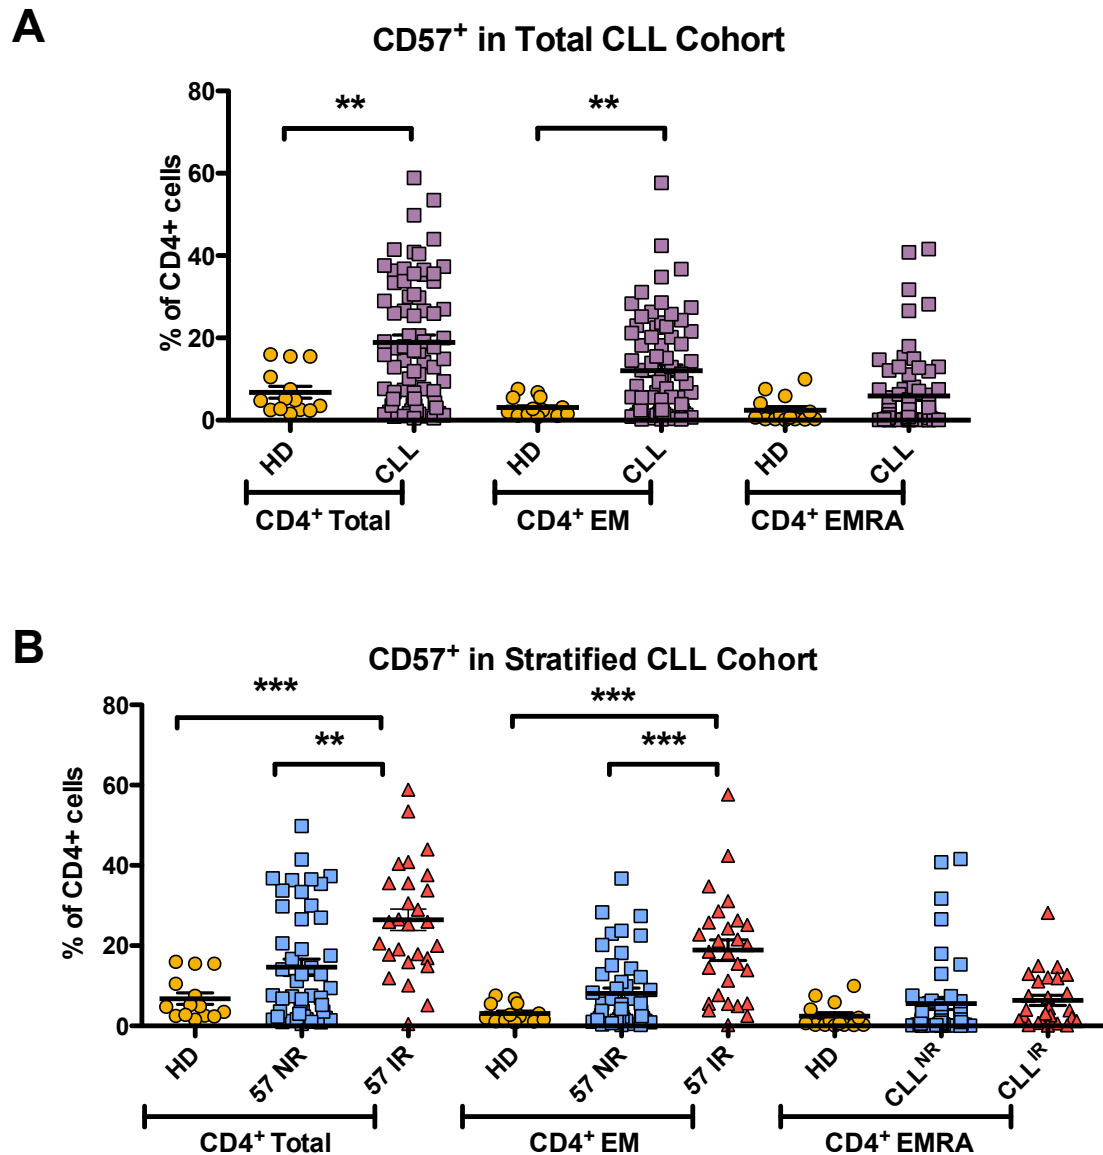 A
CD57⁺ in Total CLL Cohort
% of CD4+ cells
80
60
40
20
0
** **
HD CLL HD CLL HD CLL
CD4⁺ Total CD4⁺ EM CD4⁺ EMRA
B
CD57⁺ in Stratified CLL Cohort
% of CD4+ cells
80
60
40
20
0
*** ***
** ***
HD 57 NR 57 IR HD 57 NR 57 IR HD CLL NR CLL IR
CD4⁺ Total CD4⁺ EM CD4⁺ EMRA